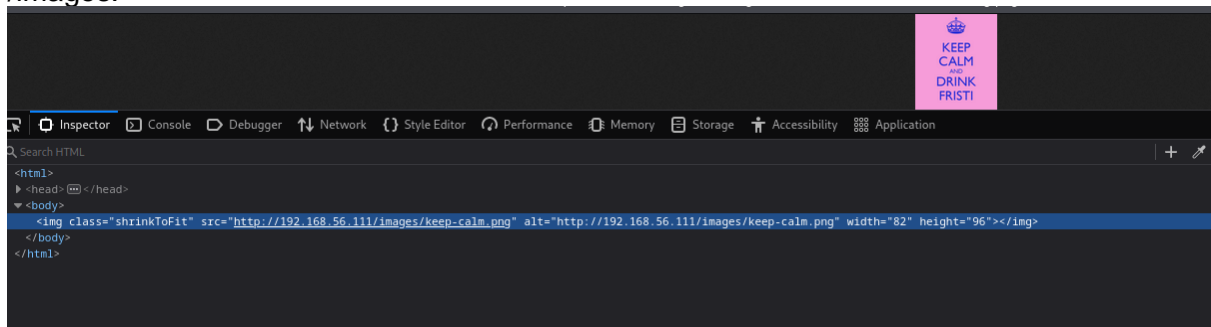 /images.
KEEP
CALM
AND
DRINK
FRISTI
Inspector Console Debugger Network {} Style Editor Performance Memory Storage Accessibility Application
Search HTML
<html>
<head> ... </head>
<body>
<img class="shrinkToFit" src="http://192.168.56.111/images/keep-calm.png" alt="http://192.168.56.111/images/keep-calm.png" width="82" height="96"></img>
</body>
</html>